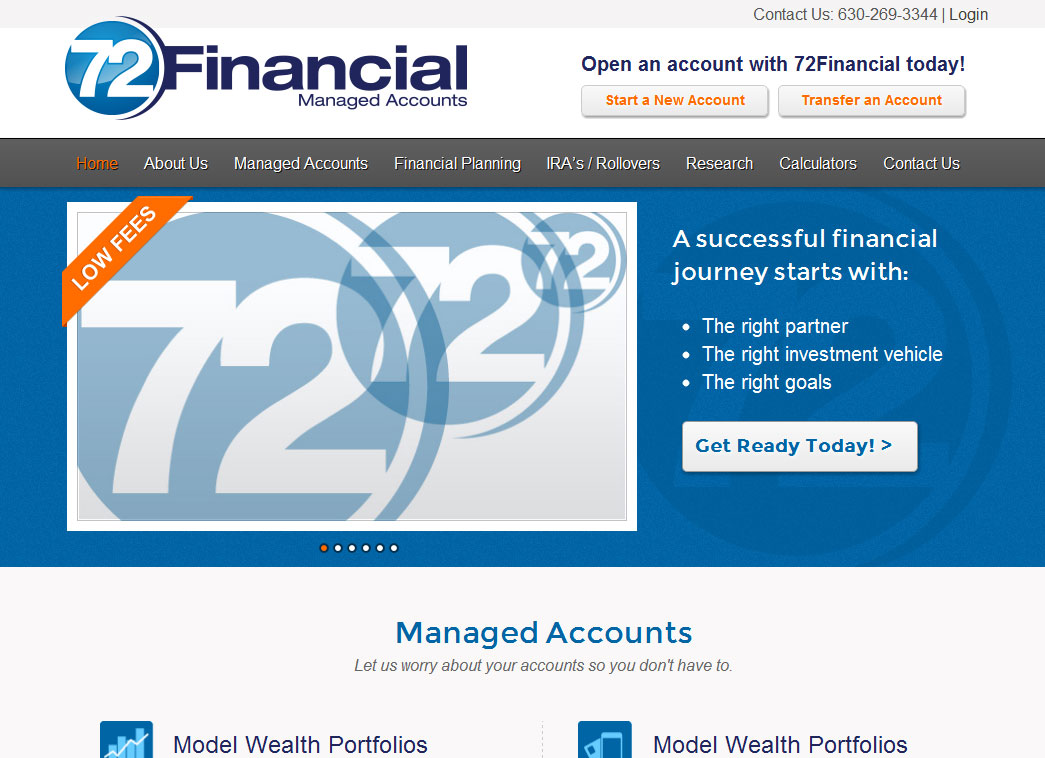 Contact Us: 630-269-3344 | Login
72Financial
Managed Accounts
Open an account with 72Financial today!
Start a New Account
Transfer an Account
Home
About Us
Managed Accounts
Financial Planning
IRA's / Rollovers
Research
Calculators
Contact Us
LOW FEES
72
72
72
A successful financial
journey starts with:
The right partner
The right investment vehicle
The right goals
Get Ready Today! >
Managed Accounts
Let us worry about your accounts so you don't have to.
Model Wealth Portfolios
Model Wealth Portfolios